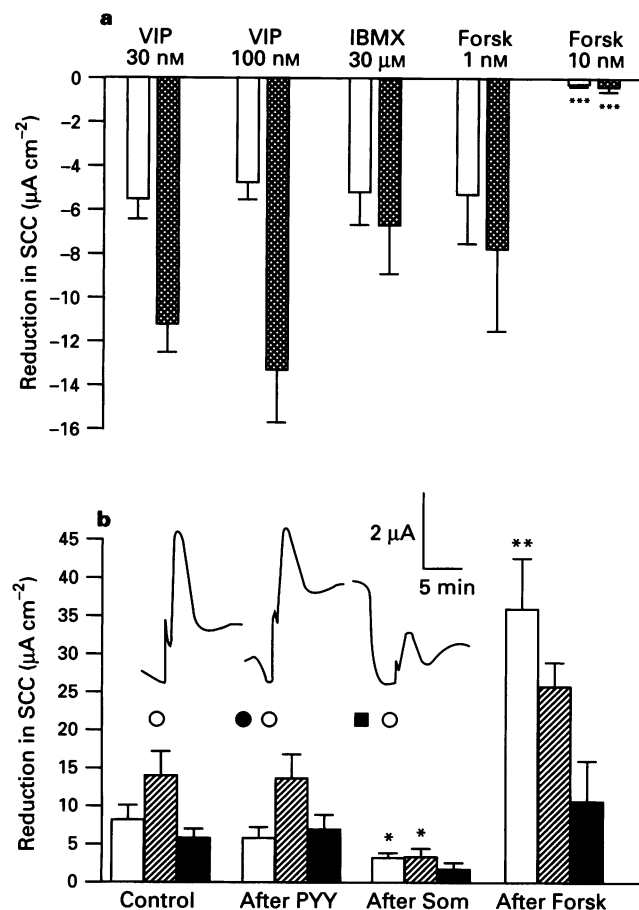 a
VIP VIP IBMX Forsk Forsk
30 nM 100 nM 30 μM 1 nM 10 nM
0
−2
−4
−6
−8
−10
−12
−14
−16
Reduction in SCC (μA cm⁻²)
*** ***
b
45
40
35
30
25
20
15
10
5
0
Reduction in SCC (μA cm⁻²)
2 μA
5 min
**
* *
Control After PYY After Som After Forsk